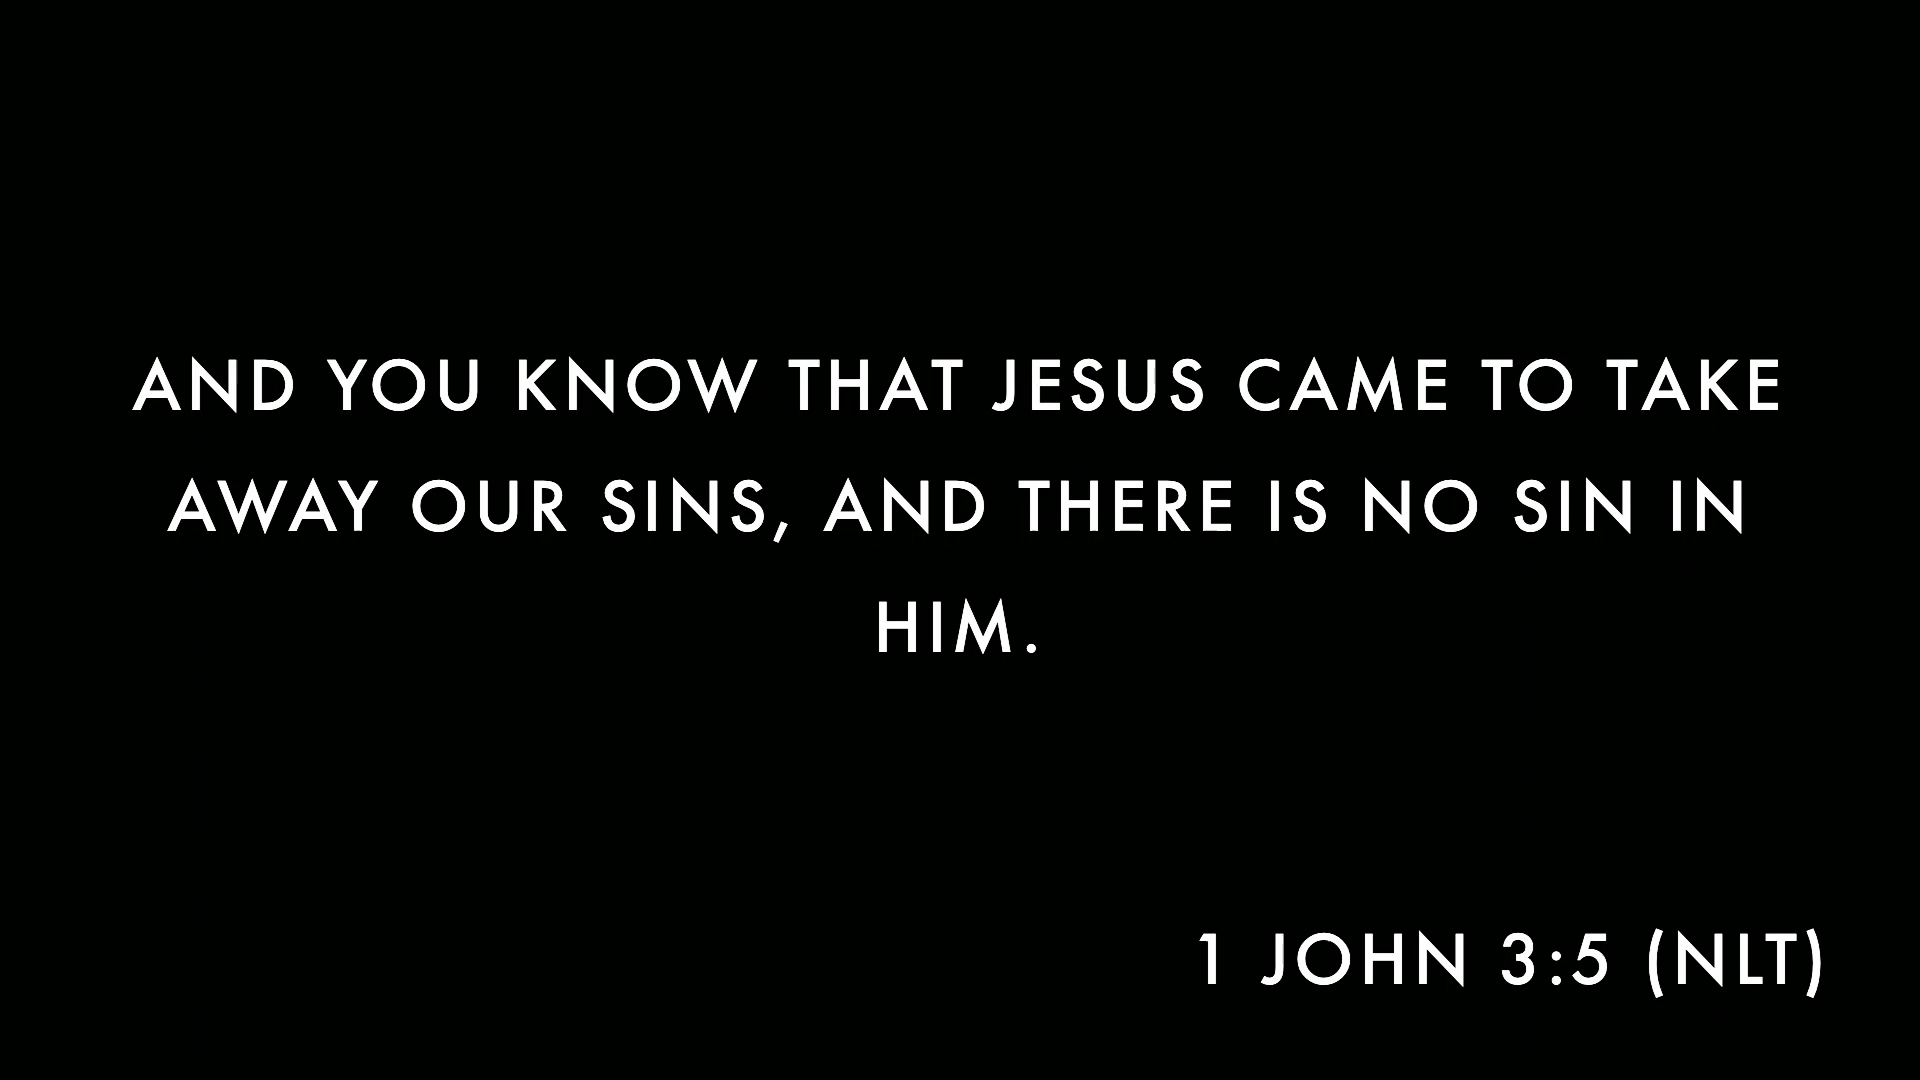 AND YOU KNOW THAT JESUS CAME TO TAKE
AWAY OUR SINS, AND THERE IS NO SIN IN
HIM.
1 JOHN 3:5 (NLT)